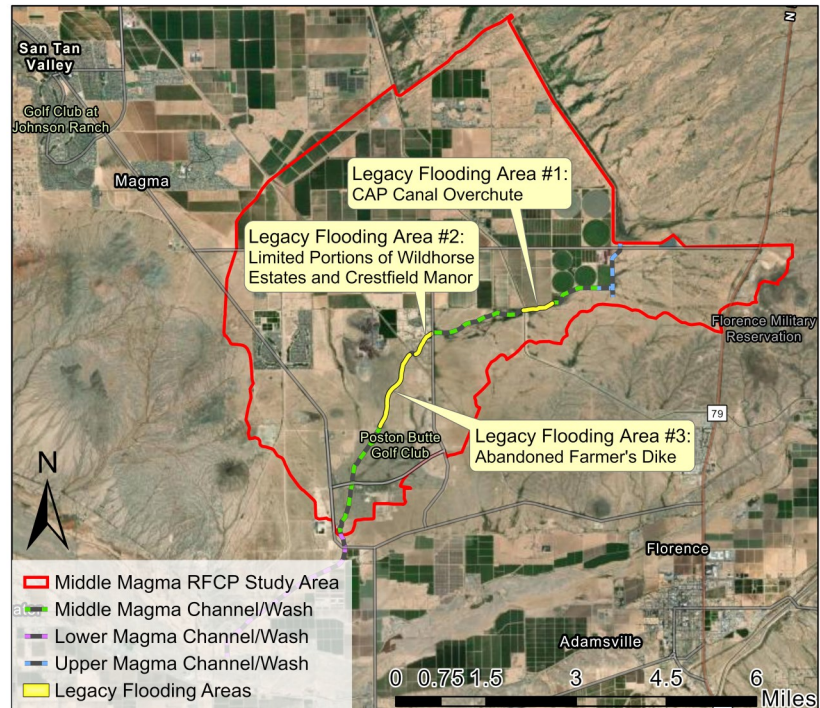 N
San Tan
Valley
Golf Club at
Johnson Ranch
Magma
Legacy Flooding Area #1:
CAP Canal Overchute
Legacy Flooding Area #2:
Limited Portions of Wildhorse
Estates and Crestfield Manor
Florence Military
Reservation
79
Legacy Flooding Area #3:
Abandoned Farmer's Dike
Poston Butte
Golf Club
N
Florence
Adamsville
Middle Magma RFCP Study Area
Middle Magma Channel/Wash
Lower Magma Channel/Wash
Upper Magma Channel/Wash
Legacy Flooding Areas
0 0.75 1.5 3 4.5 6
Miles